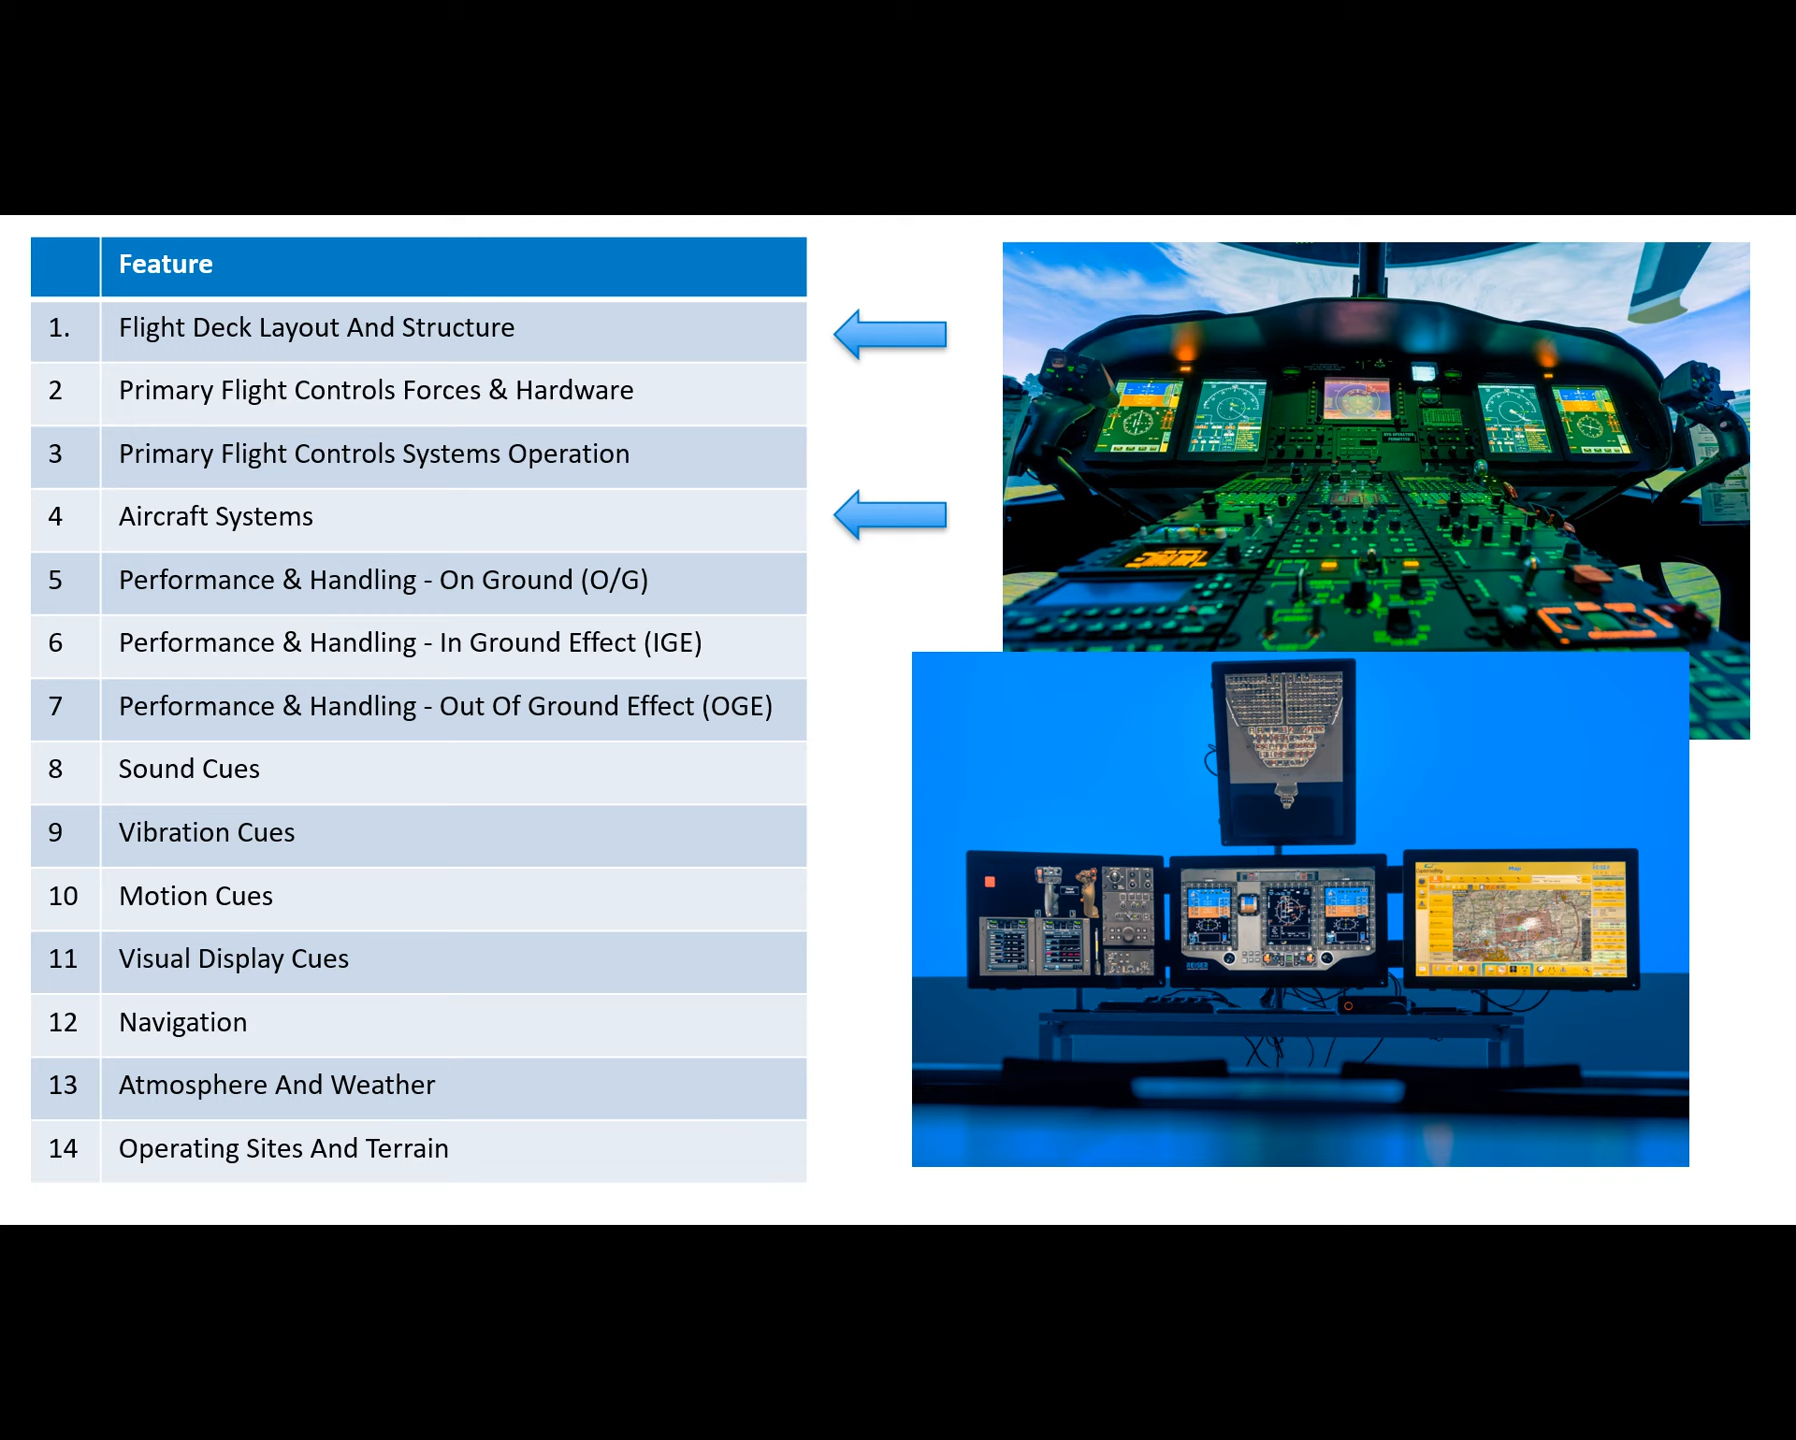 Feature
1. Flight Deck Layout And Structure
2 Primary Flight Controls Forces & Hardware
3 Primary Flight Controls Systems Operation
4 Aircraft Systems
5 Performance & Handling - On Ground (O/G)
6 Performance & Handling - In Ground Effect (IGE)
7 Performance & Handling - Out Of Ground Effect (OGE)
8 Sound Cues
9 Vibration Cues
10 Motion Cues
11 Visual Display Cues
12 Navigation
13 Atmosphere And Weather
14 Operating Sites And Terrain
Map
REISER